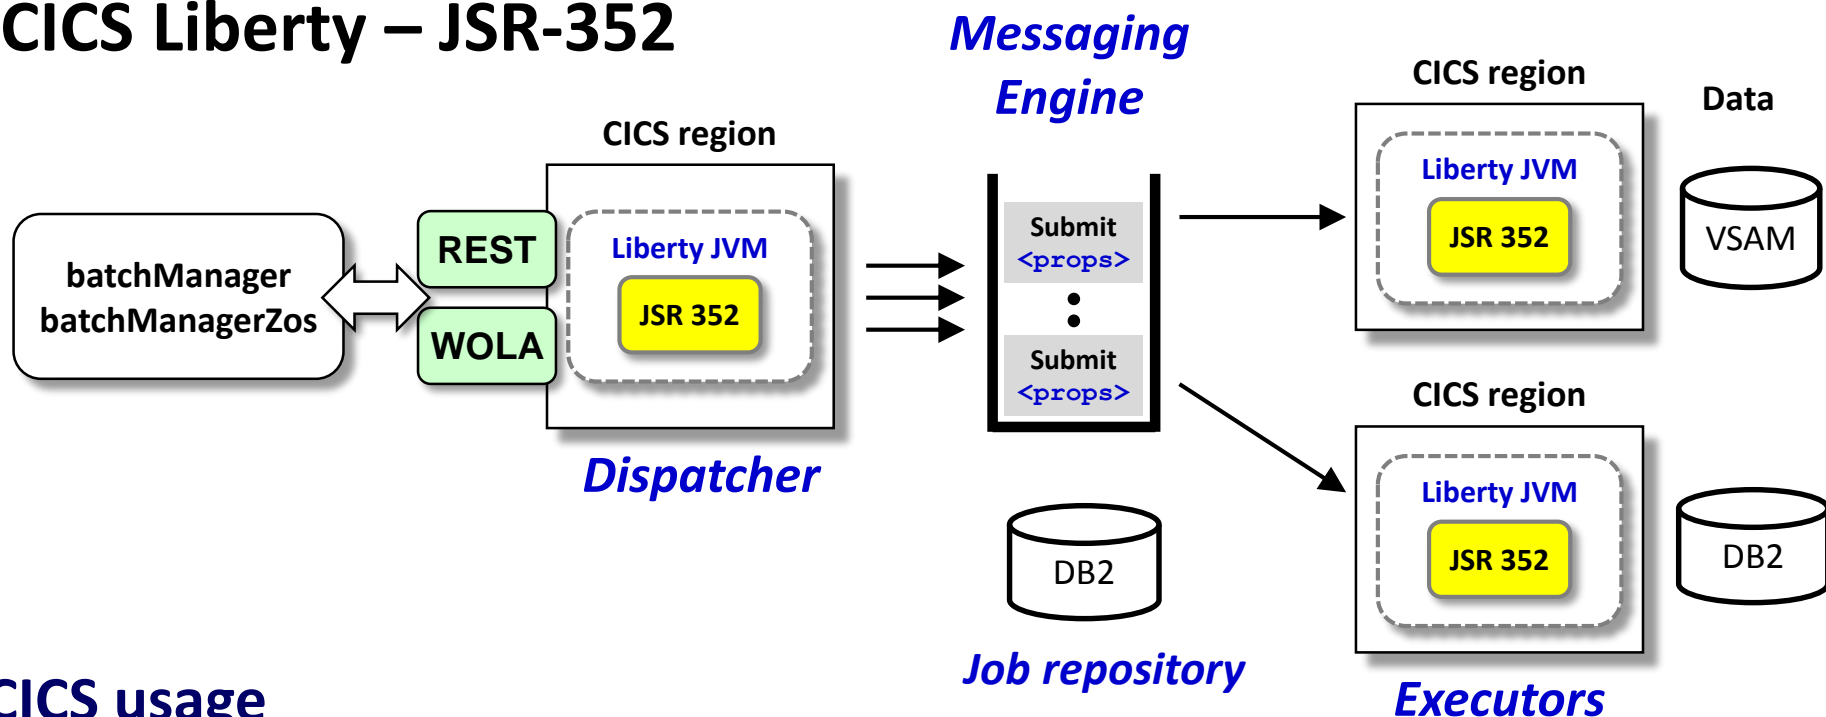 CICS Liberty – JSR-352
batchManager
batchManagerZos
REST
WOLA
CICS region
Liberty JVM
JSR 352
Dispatcher
Messaging
Engine
Submit
<props>
Submit
<props>
DB2
Job repository
CICS region
Liberty JVM
JSR 352
Data
VSAM
CICS region
Liberty JVM
JSR 352
DB2
Executors
CICS usage